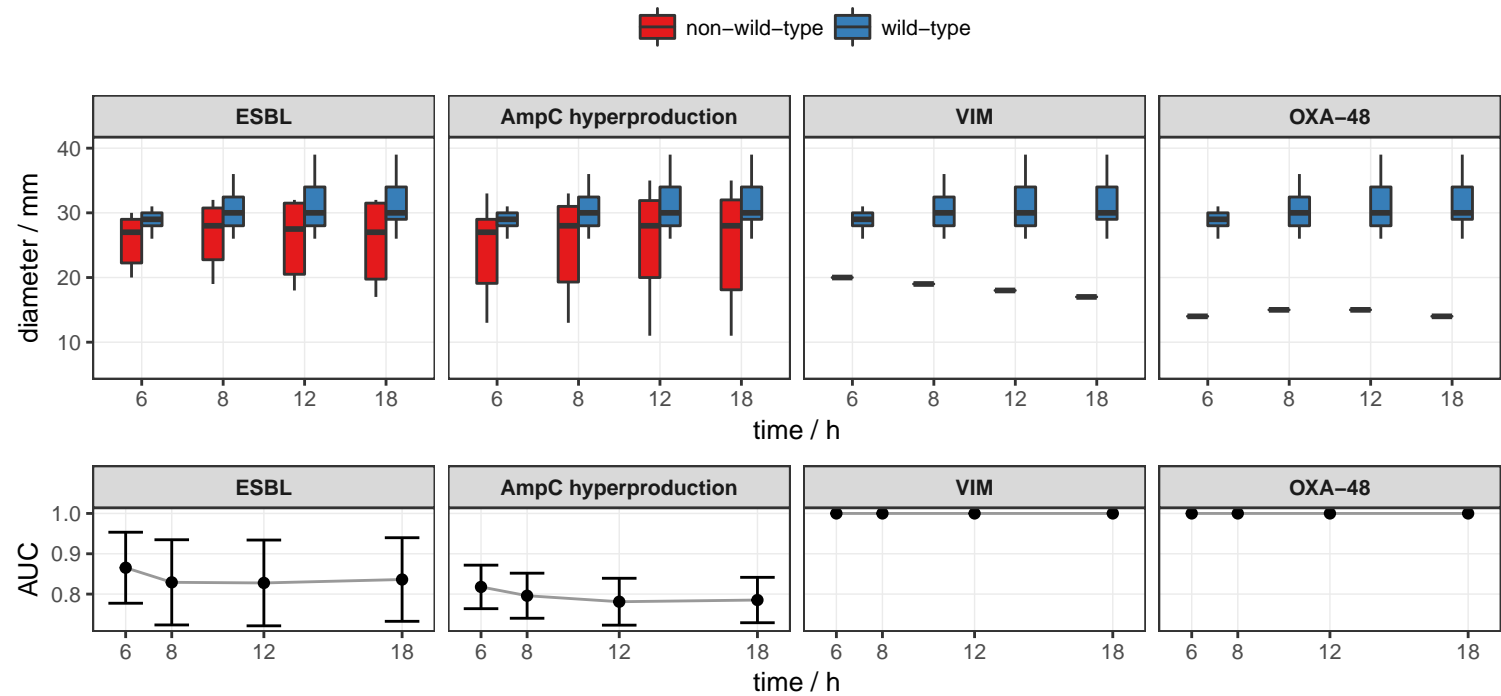 non−wild−type wild−type
ESBL AmpC hyperproduction VIM OXA−48
diameter / mm
40
30
20
10
6 8 12 18 6 8 12 18 6 8 12 18 6 8 12 18
time / h
ESBL AmpC hyperproduction VIM OXA−48
AUC
1.0
0.9
0.8
6 8 12 18 6 8 12 18 6 8 12 18 6 8 12 18
time / h